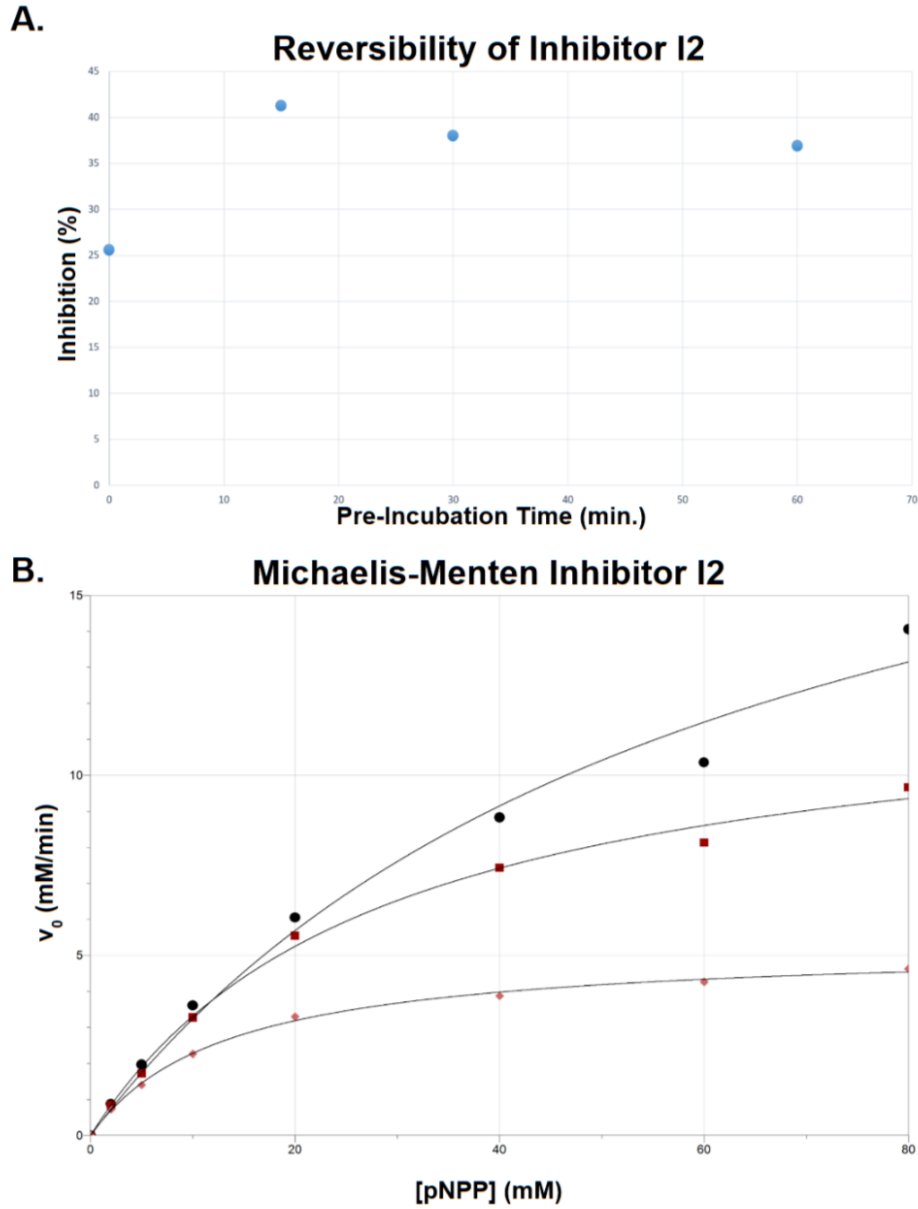 A.
Reversibility of Inhibitor I2
45
40
35
30
25
20
15
10
5
0
Inhibition (%)
0 10 20 30 40 50 60 70
Pre-Incubation Time (min.)
B.
Michaelis-Menten Inhibitor I2
15
10
5
0
v0 (mM/min)
0 20 40 60 80
[pNPP] (mM)